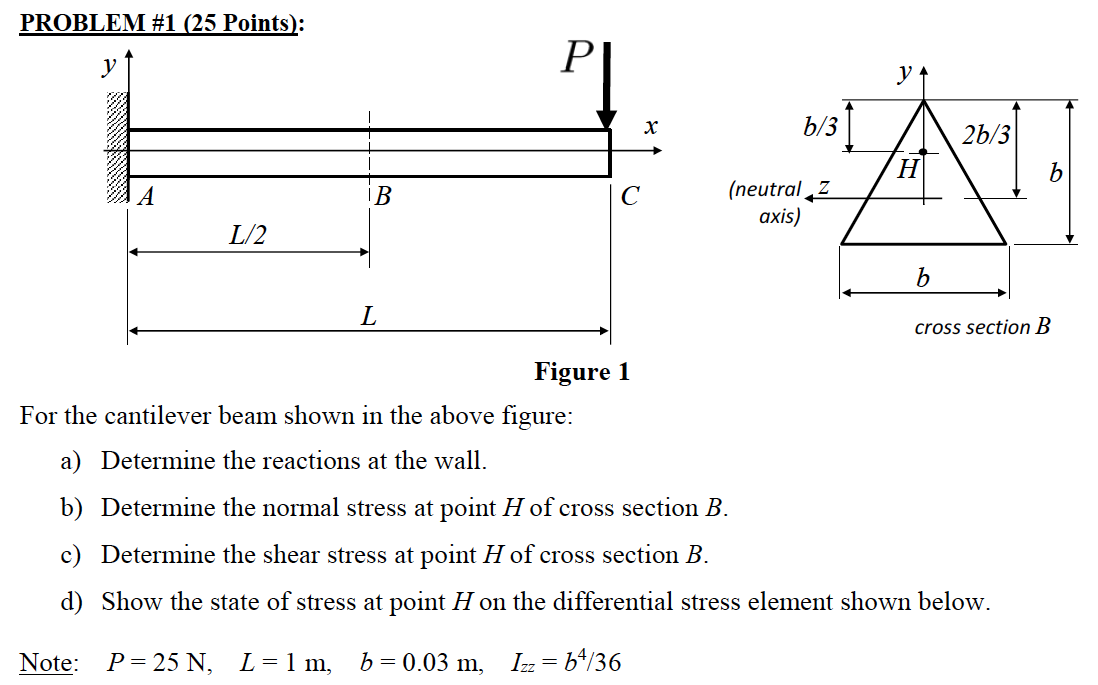 PROBLEM #1 (25 Points):
y
P
x
A
B
C
L/2
L
y
b/3
2b/3
H
b
(neutral z
axis)
b
cross section B
Figure 1
For the cantilever beam shown in the above figure:
a) Determine the reactions at the wall.
b) Determine the normal stress at point H of cross section B.
c) Determine the shear stress at point H of cross section B.
d) Show the state of stress at point H on the differential stress element shown below.
Note: P = 25 N, L = 1 m, b = 0.03 m, Izz = b⁴/36